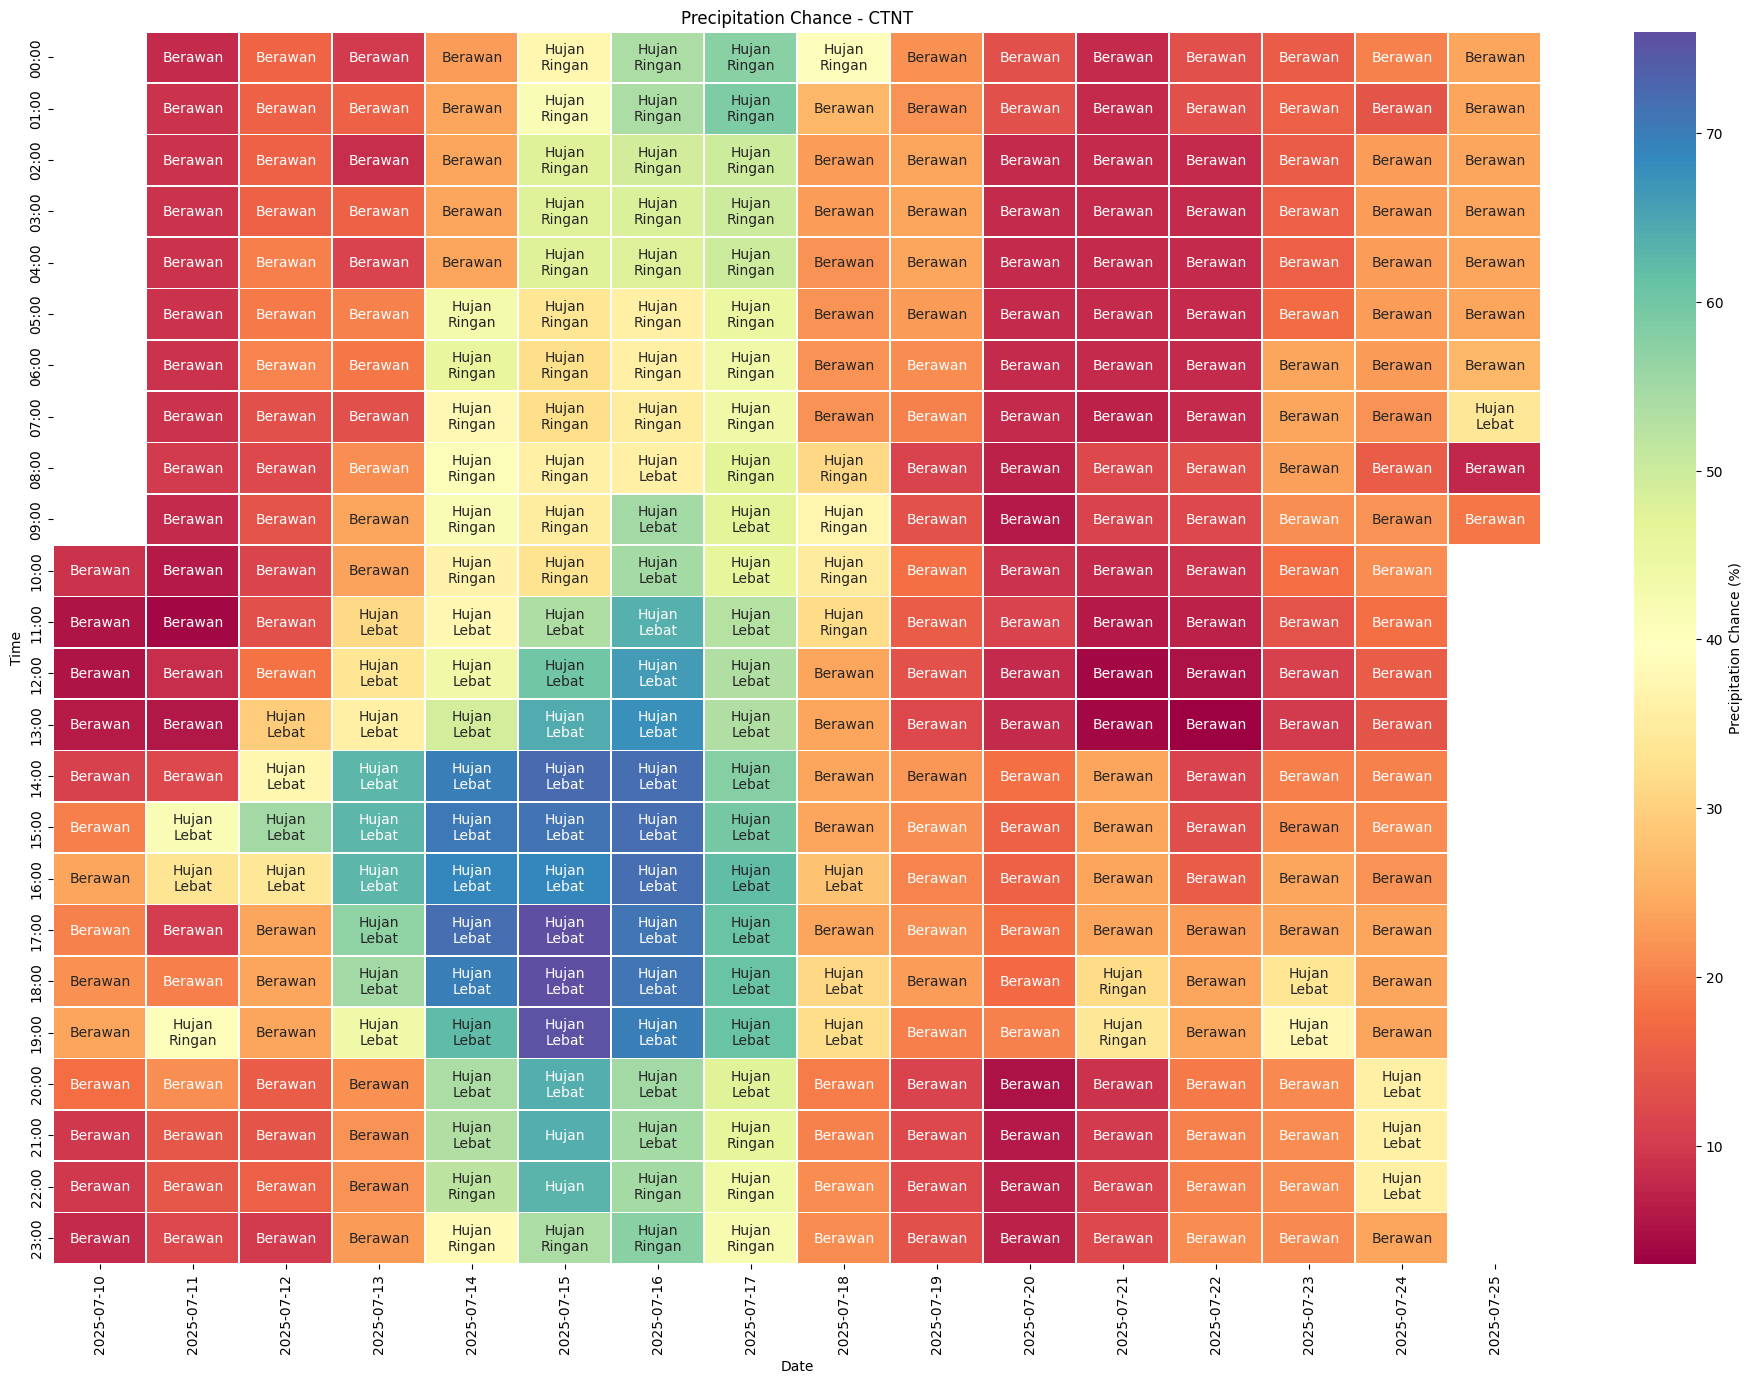 Precipitation Chance - CTNT
00:00 Berawan Berawan Berawan Berawan Hujan Ringan Hujan Ringan Hujan Ringan Hujan Ringan Berawan Berawan Berawan Berawan Berawan Berawan Berawan
01:00 Berawan Berawan Berawan Berawan Hujan Ringan Hujan Ringan Hujan Ringan Berawan Berawan Berawan Berawan Berawan Berawan Berawan Berawan
02:00 Berawan Berawan Berawan Berawan Hujan Ringan Hujan Ringan Hujan Ringan Berawan Berawan Berawan Berawan Berawan Berawan Berawan Berawan
03:00 Berawan Berawan Berawan Berawan Hujan Ringan Hujan Ringan Hujan Ringan Berawan Berawan Berawan Berawan Berawan Berawan Berawan Berawan
04:00 Berawan Berawan Berawan Berawan Hujan Ringan Hujan Ringan Hujan Ringan Berawan Berawan Berawan Berawan Berawan Berawan Berawan Berawan
05:00 Berawan Berawan Berawan Hujan Ringan Hujan Ringan Hujan Ringan Hujan Ringan Berawan Berawan Berawan Berawan Berawan Berawan Berawan Berawan
06:00 Berawan Berawan Berawan Hujan Ringan Hujan Ringan Hujan Ringan Hujan Ringan Berawan Berawan Berawan Berawan Berawan Berawan Berawan Berawan
07:00 Berawan Berawan Berawan Hujan Ringan Hujan Ringan Hujan Ringan Hujan Ringan Berawan Berawan Berawan Berawan Berawan Berawan Berawan Hujan Lebat
08:00 Berawan Berawan Berawan Hujan Ringan Hujan Ringan Hujan Lebat Hujan Ringan Hujan Ringan Berawan Berawan Berawan Berawan Berawan Berawan Berawan
09:00 Berawan Berawan Berawan Hujan Ringan Hujan Ringan Hujan Lebat Hujan Lebat Hujan Ringan Berawan Berawan Berawan Berawan Berawan Berawan Berawan
10:00 Berawan Berawan Berawan Berawan Hujan Ringan Hujan Ringan Hujan Lebat Hujan Lebat Hujan Ringan Berawan Berawan Berawan Berawan Berawan Berawan
11:00 Berawan Berawan Berawan Hujan Lebat Hujan Lebat Hujan Lebat Hujan Lebat Hujan Lebat Hujan Ringan Berawan Berawan Berawan Berawan Berawan Berawan
12:00 Berawan Berawan Berawan Hujan Lebat Hujan Lebat Hujan Lebat Hujan Lebat Hujan Lebat Berawan Berawan Berawan Berawan Berawan Berawan Berawan
13:00 Berawan Berawan Hujan Lebat Hujan Lebat Hujan Lebat Hujan Lebat Hujan Lebat Hujan Lebat Berawan Berawan Berawan Berawan Berawan Berawan Berawan
14:00 Berawan Berawan Hujan Lebat Hujan Lebat Hujan Lebat Hujan Lebat Hujan Lebat Hujan Lebat Berawan Berawan Berawan Berawan Berawan Berawan Berawan
15:00 Berawan Hujan Lebat Hujan Lebat Hujan Lebat Hujan Lebat Hujan Lebat Hujan Lebat Hujan Lebat Berawan Berawan Berawan Berawan Berawan Berawan Berawan
16:00 Berawan Hujan Lebat Hujan Lebat Hujan Lebat Hujan Lebat Hujan Lebat Hujan Lebat Hujan Lebat Hujan Lebat Berawan Berawan Berawan Berawan Berawan Berawan
17:00 Berawan Berawan Berawan Hujan Lebat Hujan Lebat Hujan Lebat Hujan Lebat Hujan Lebat Berawan Berawan Berawan Berawan Berawan Berawan Berawan
18:00 Berawan Berawan Berawan Hujan Lebat Hujan Lebat Hujan Lebat Hujan Lebat Hujan Lebat Hujan Lebat Berawan Berawan Hujan Ringan Berawan Hujan Lebat Berawan
19:00 Berawan Hujan Ringan Berawan Hujan Lebat Hujan Lebat Hujan Lebat Hujan Lebat Hujan Lebat Hujan Lebat Berawan Berawan Hujan Ringan Berawan Hujan Lebat Berawan
20:00 Berawan Berawan Berawan Berawan Hujan Lebat Hujan Lebat Hujan Lebat Hujan Lebat Berawan Berawan Berawan Berawan Berawan Berawan Hujan Lebat
21:00 Berawan Berawan Berawan Berawan Hujan Lebat Hujan Hujan Lebat Hujan Ringan Berawan Berawan Berawan Berawan Berawan Berawan Hujan Lebat
22:00 Berawan Berawan Berawan Berawan Hujan Ringan Hujan Hujan Ringan Hujan Ringan Berawan Berawan Berawan Berawan Berawan Berawan Hujan Lebat
23:00 Berawan Berawan Berawan Berawan Hujan Ringan Hujan Ringan Hujan Ringan Hujan Ringan Berawan Berawan Berawan Berawan Berawan Berawan Berawan
Time
2025-07-10 2025-07-11 2025-07-12 2025-07-13 2025-07-14 2025-07-15 2025-07-16 2025-07-17 2025-07-18 2025-07-19 2025-07-20 2025-07-21 2025-07-22 2025-07-23 2025-07-24 2025-07-25
Date
70
60
50
40
30
20
10
Precipitation Chance (%)